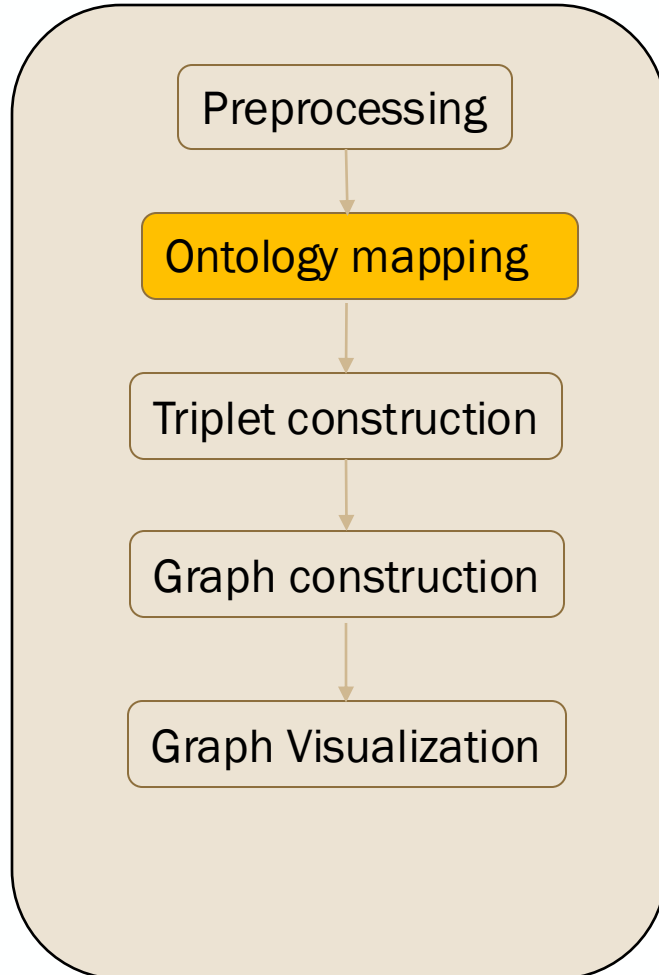 Preprocessing
Ontology mapping
Triplet construction
Graph construction
Graph Visualization